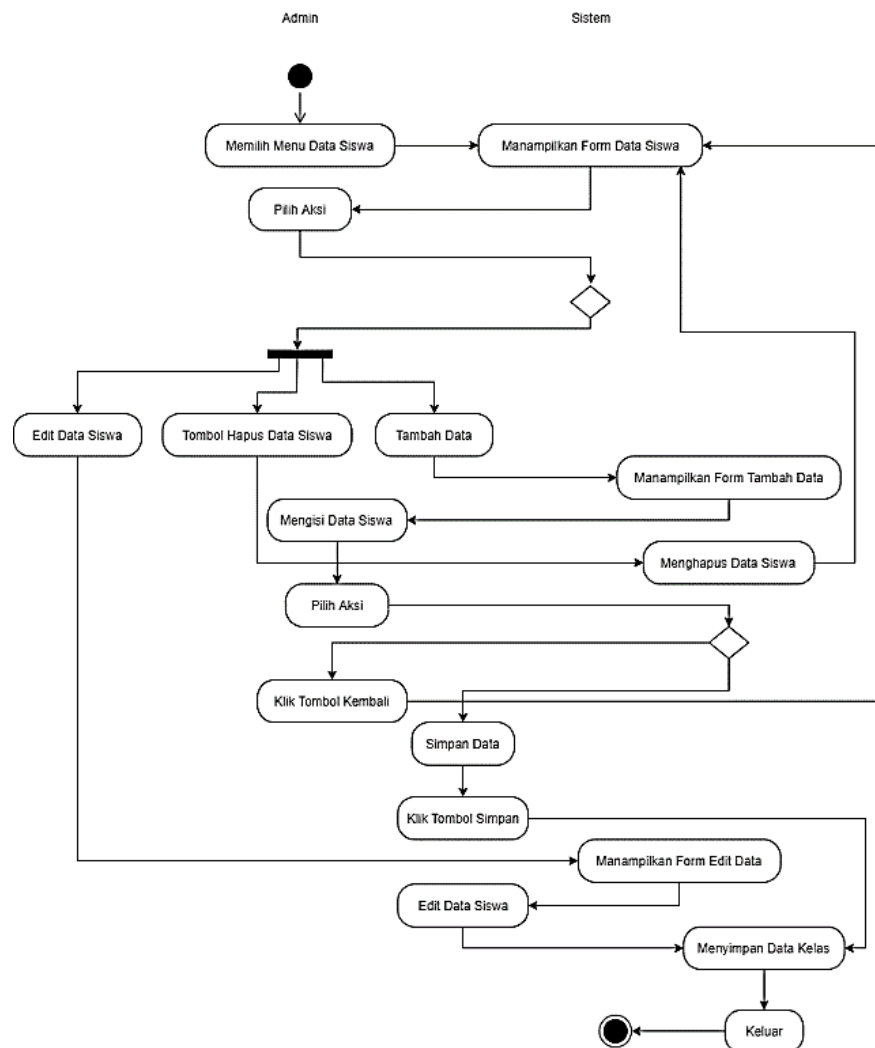 Admin
Sistem
Memilih Menu Data Siswa
Manampilkan Form Data Siswa
Pilih Aksi
Edit Data Siswa
Tombol Hapus Data Siswa
Tambah Data
Manampilkan Form Tambah Data
Mengisi Data Siswa
Menghapus Data Siswa
Pilih Aksi
Klik Tombol Kembali
Simpan Data
Klik Tombol Simpan
Manampilkan Form Edit Data
Edit Data Siswa
Menyimpan Data Kelas
Keluar